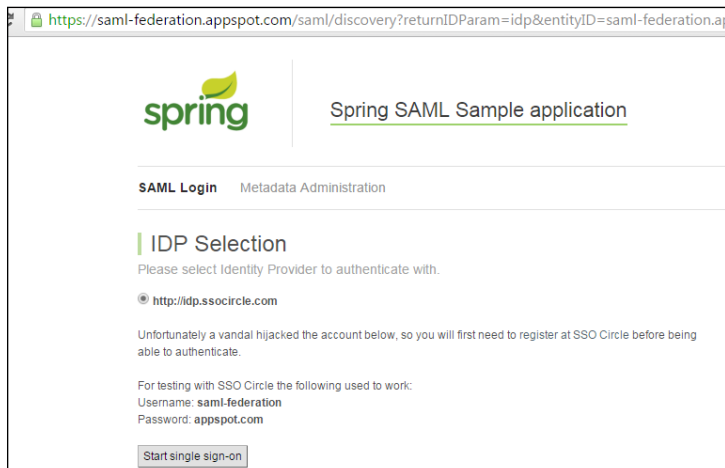 https://saml-federation.appspot.com/saml/discovery?returnIDParam=idp&entityID=saml-federation.ap
spring
Spring SAML Sample application
SAML Login Metadata Administration
IDP Selection
Please select Identity Provider to authenticate with.
http://idp.ssocircle.com
Unfortunately a vandal hijacked the account below, so you will first need to register at SSO Circle before being
able to authenticate.
For testing with SSO Circle the following used to work:
Username: saml-federation
Password: appspot.com
Start single sign-on